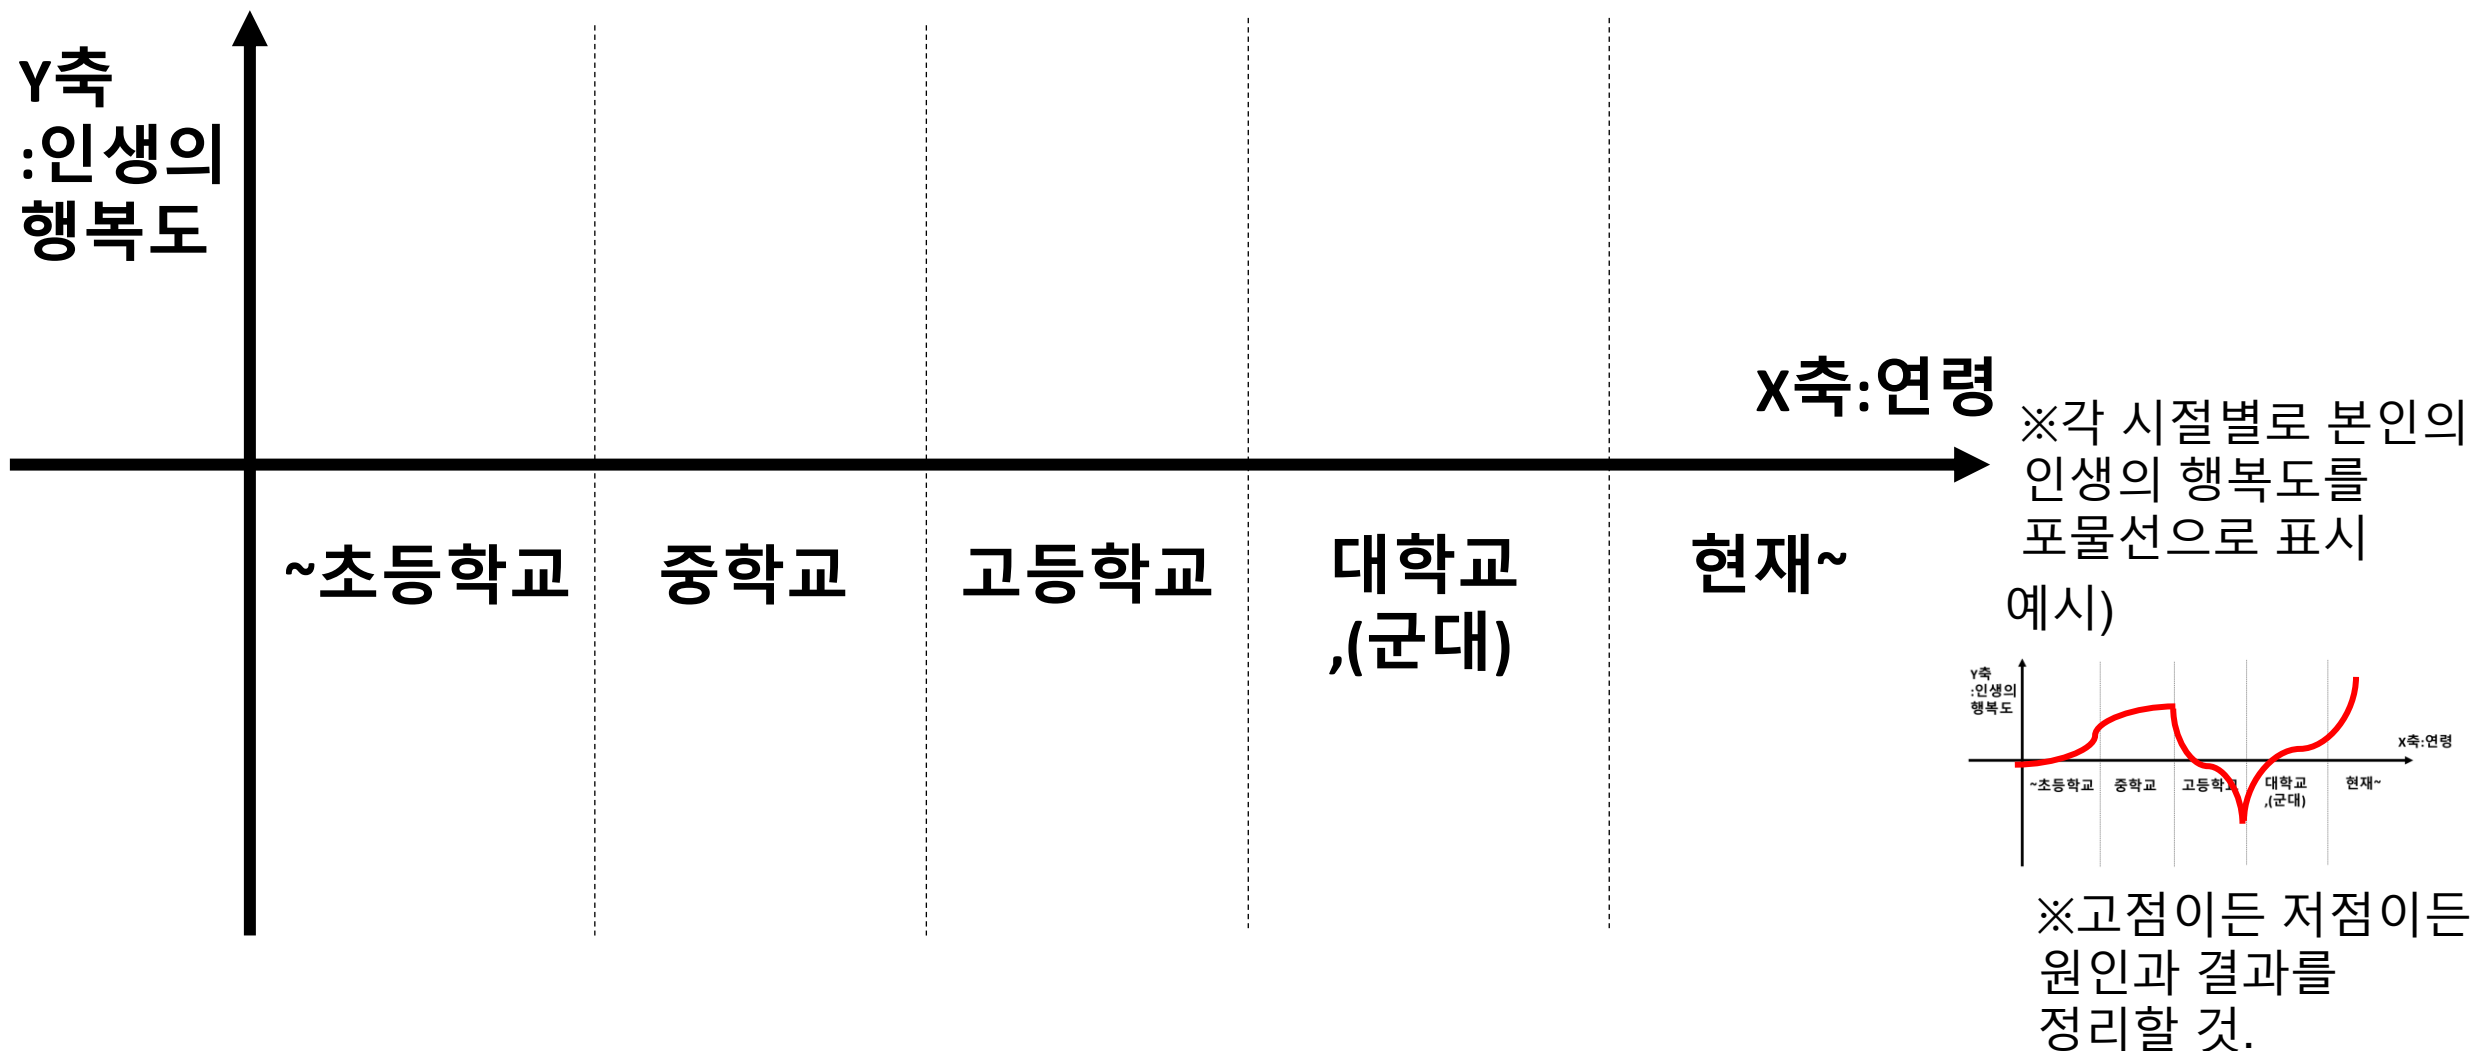 Y축
:인생의
행복도
X축:연령
~초등학교
중학교
고등학교
대학교
,(군대)
현재~
※각 시절별로 본인의
인생의 행복도를
포물선으로 표시
예시)
Y축
:인생의
행복도
X축:연령
~초등학교
중학교
고등학교
대학교
,(군대)
현재~
※고점이든 저점이든
원인과 결과를
정리할 것.